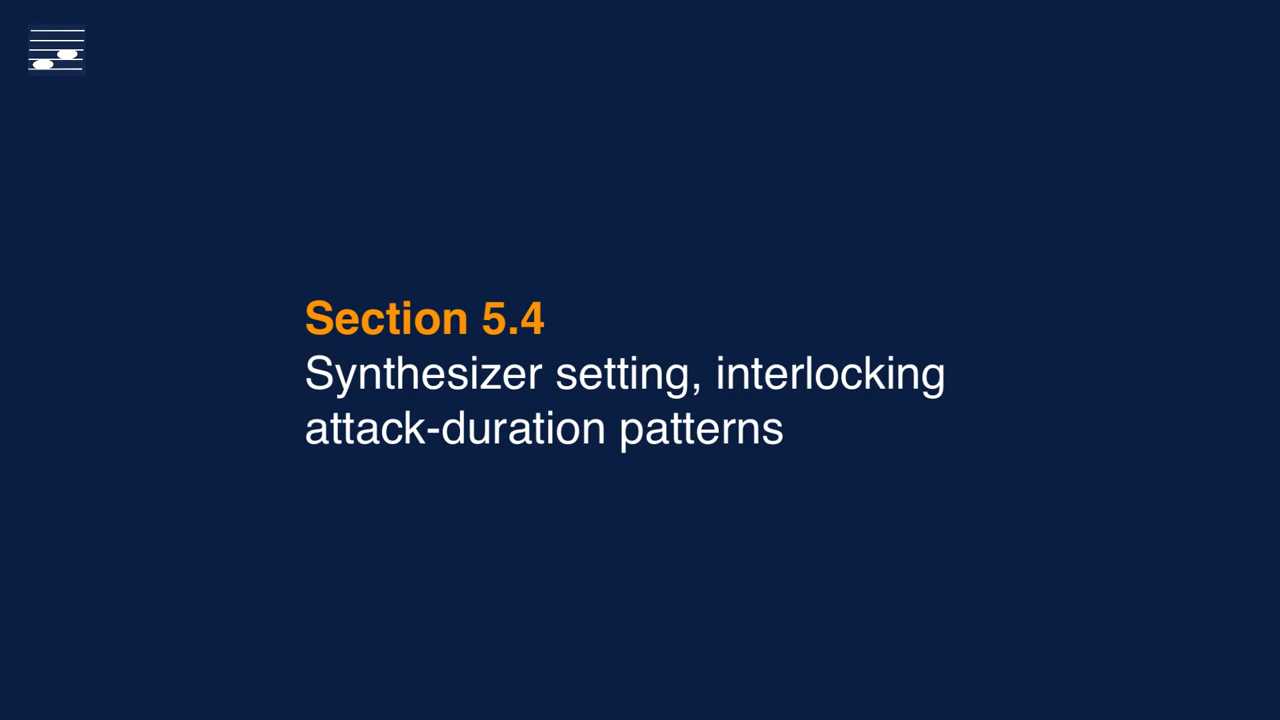 Section 5.4
Synthesizer setting, interlocking
attack-duration patterns